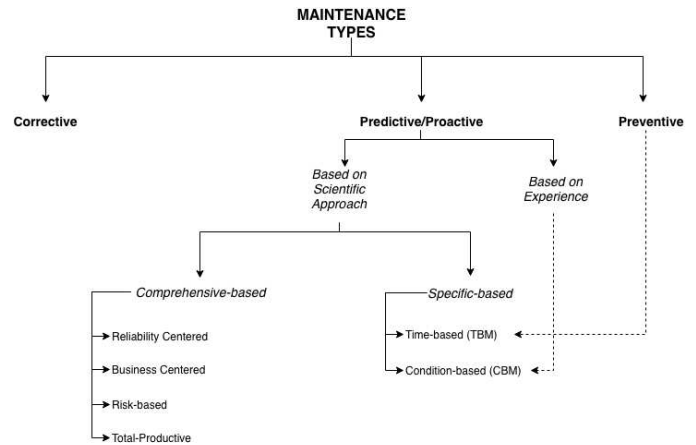 MAINTENANCE
TYPES
Corrective
Predictive/Proactive
Preventive
Based on
Scientific
Approach
Based on
Experience
Comprehensive-based
Specific-based
Reliability Centered
Business Centered
Risk-based
Total-Productive
Time-based (TBM)
Condition-based (CBM)